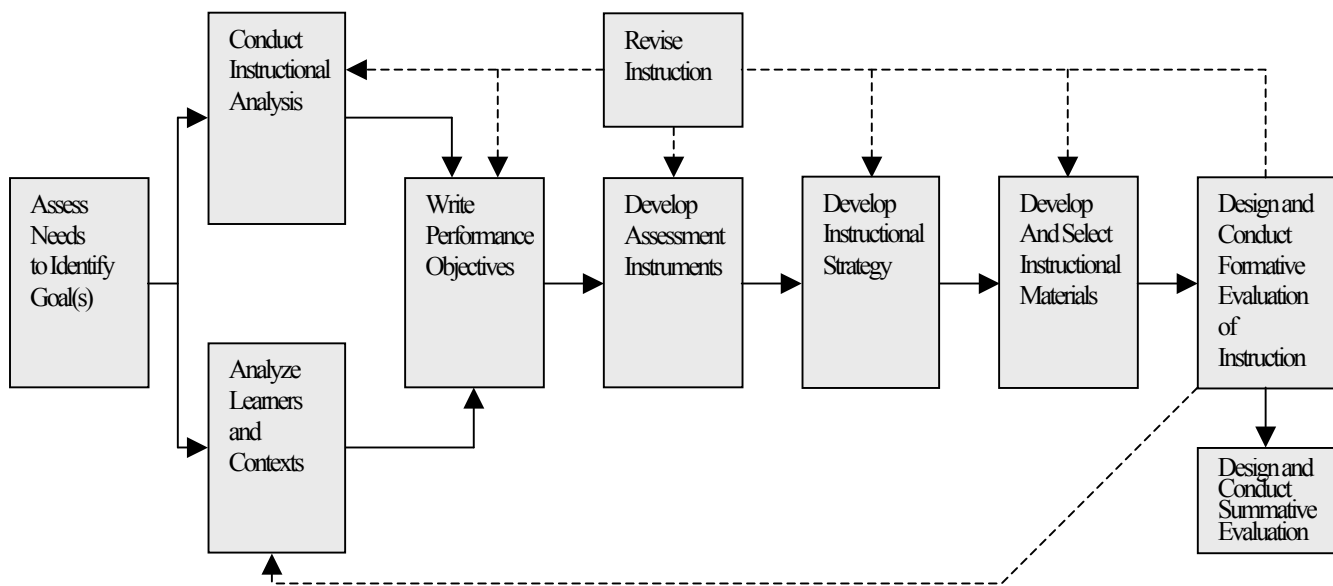 Assess
Needs
to Identify
Goal(s)
Conduct
Instructional
Analysis
Analyze
Learners
and
Contexts
Revise
Instruction
Write
Performance
Objectives
Develop
Assessment
Instruments
Develop
Instructional
Strategy
Develop
And Select
Instructional
Materials
Design and
Conduct
Formative
Evaluation
of
Instruction
Design and
Conduct
Summative
Evaluation